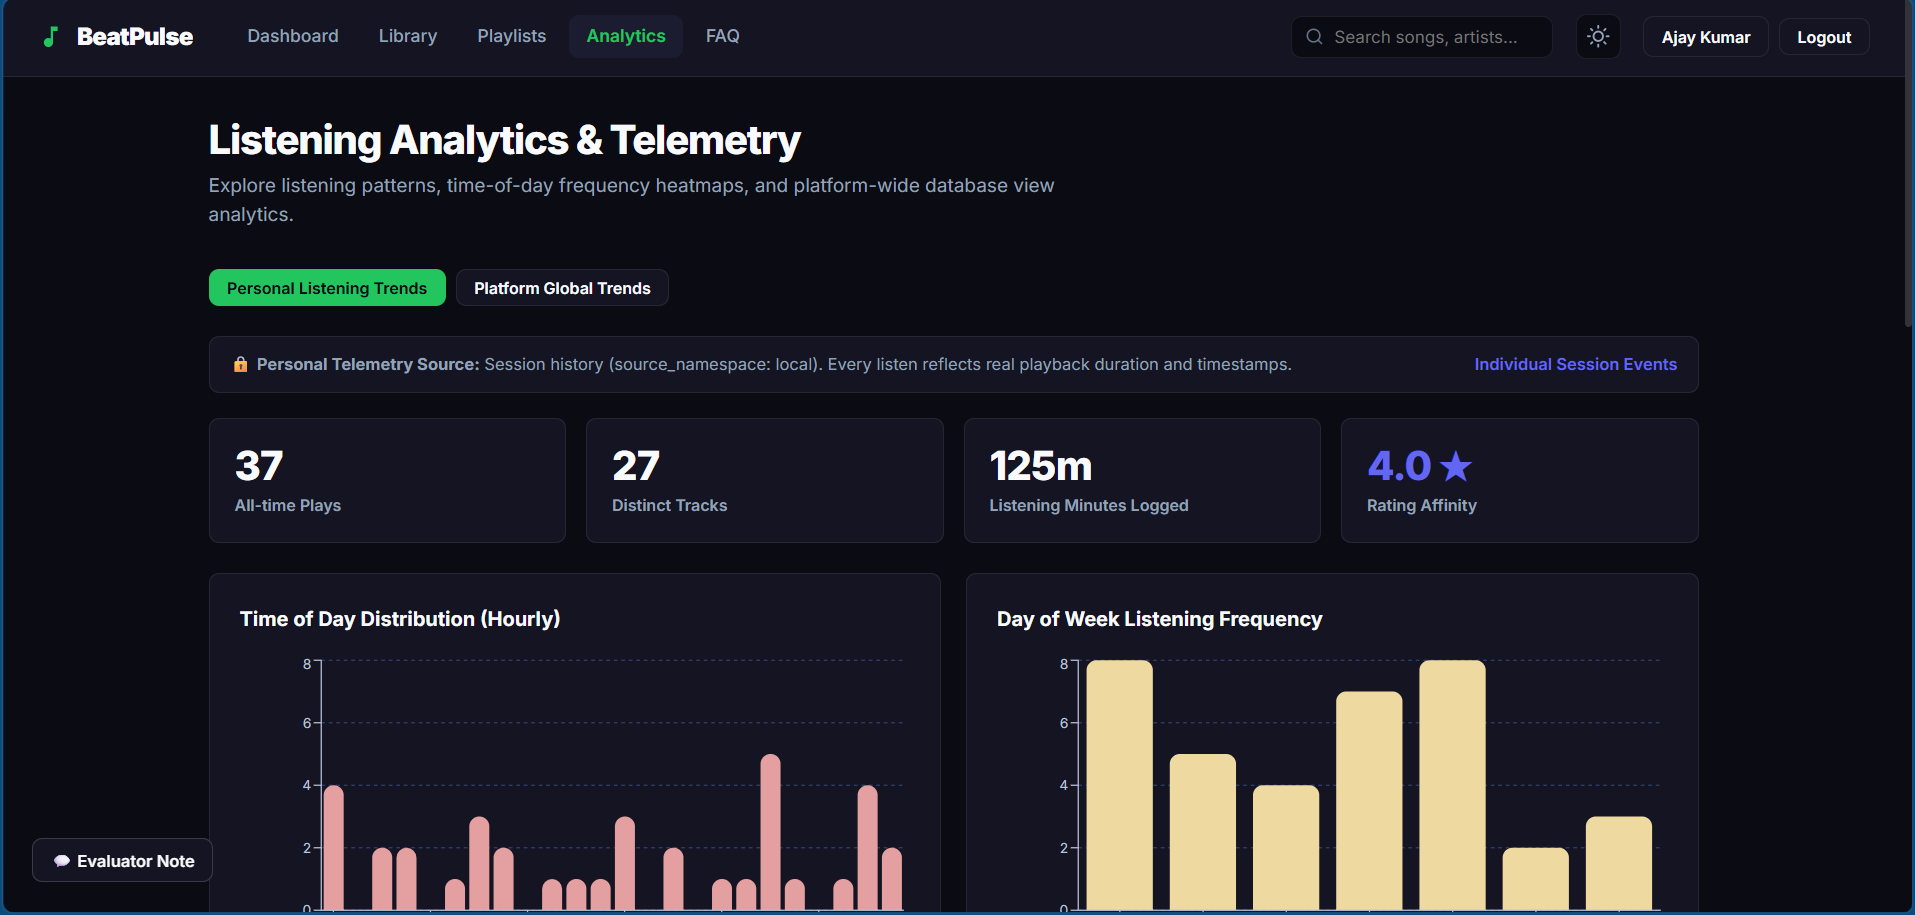 BeatPulse
Dashboard
Library
Playlists
Analytics
FAQ
Search songs, artists...
Ajay Kumar
Logout
Listening Analytics & Telemetry
Explore listening patterns, time-of-day frequency heatmaps, and platform-wide database view
analytics.
Personal Listening Trends
Platform Global Trends
Personal Telemetry Source: Session history (source_namespace: local). Every listen reflects real playback duration and timestamps.
Individual Session Events
37
All-time Plays
27
Distinct Tracks
125m
Listening Minutes Logged
4.0 ★
Rating Affinity
Time of Day Distribution (Hourly)
8
6
4
2
0
Day of Week Listening Frequency
8
6
4
2
0
Evaluator Note